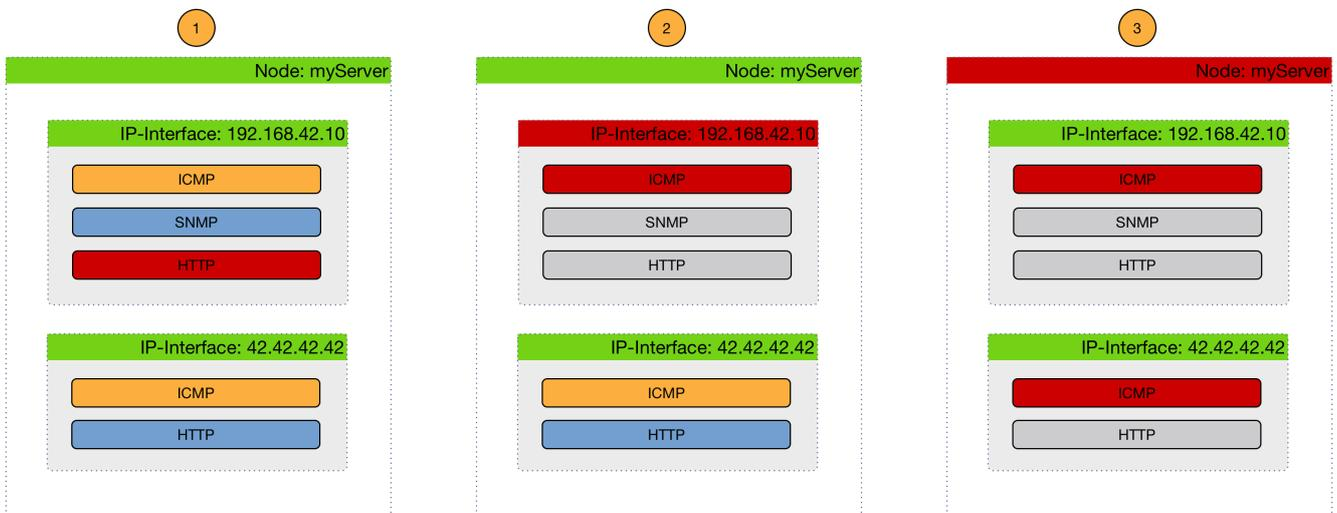 1
Node: myServer
IP-Interface: 192.168.42.10
ICMP
SNMP
HTTP
IP-Interface: 42.42.42.42
ICMP
HTTP
2
Node: myServer
IP-Interface: 192.168.42.10
ICMP
SNMP
HTTP
IP-Interface: 42.42.42.42
ICMP
HTTP
3
Node: myServer
IP-Interface: 192.168.42.10
ICMP
SNMP
HTTP
IP-Interface: 42.42.42.42
ICMP
HTTP